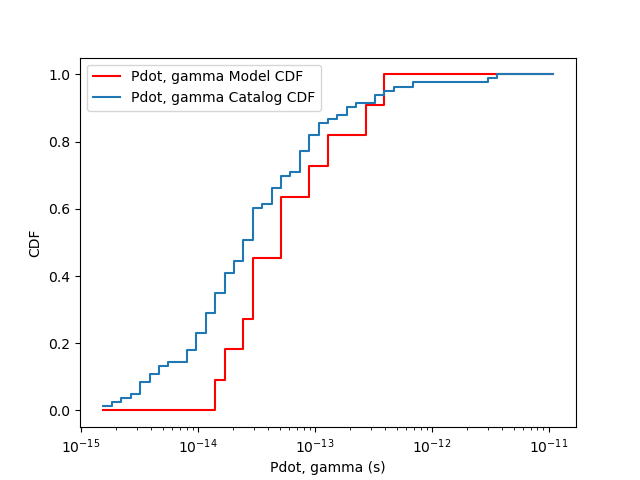 Pdot, gamma Model CDF
Pdot, gamma Catalog CDF
1.0
0.8
0.6
0.4
0.2
0.0
CDF
10⁻¹⁵ 10⁻¹⁴ 10⁻¹³ 10⁻¹² 10⁻¹¹
Pdot, gamma (s)